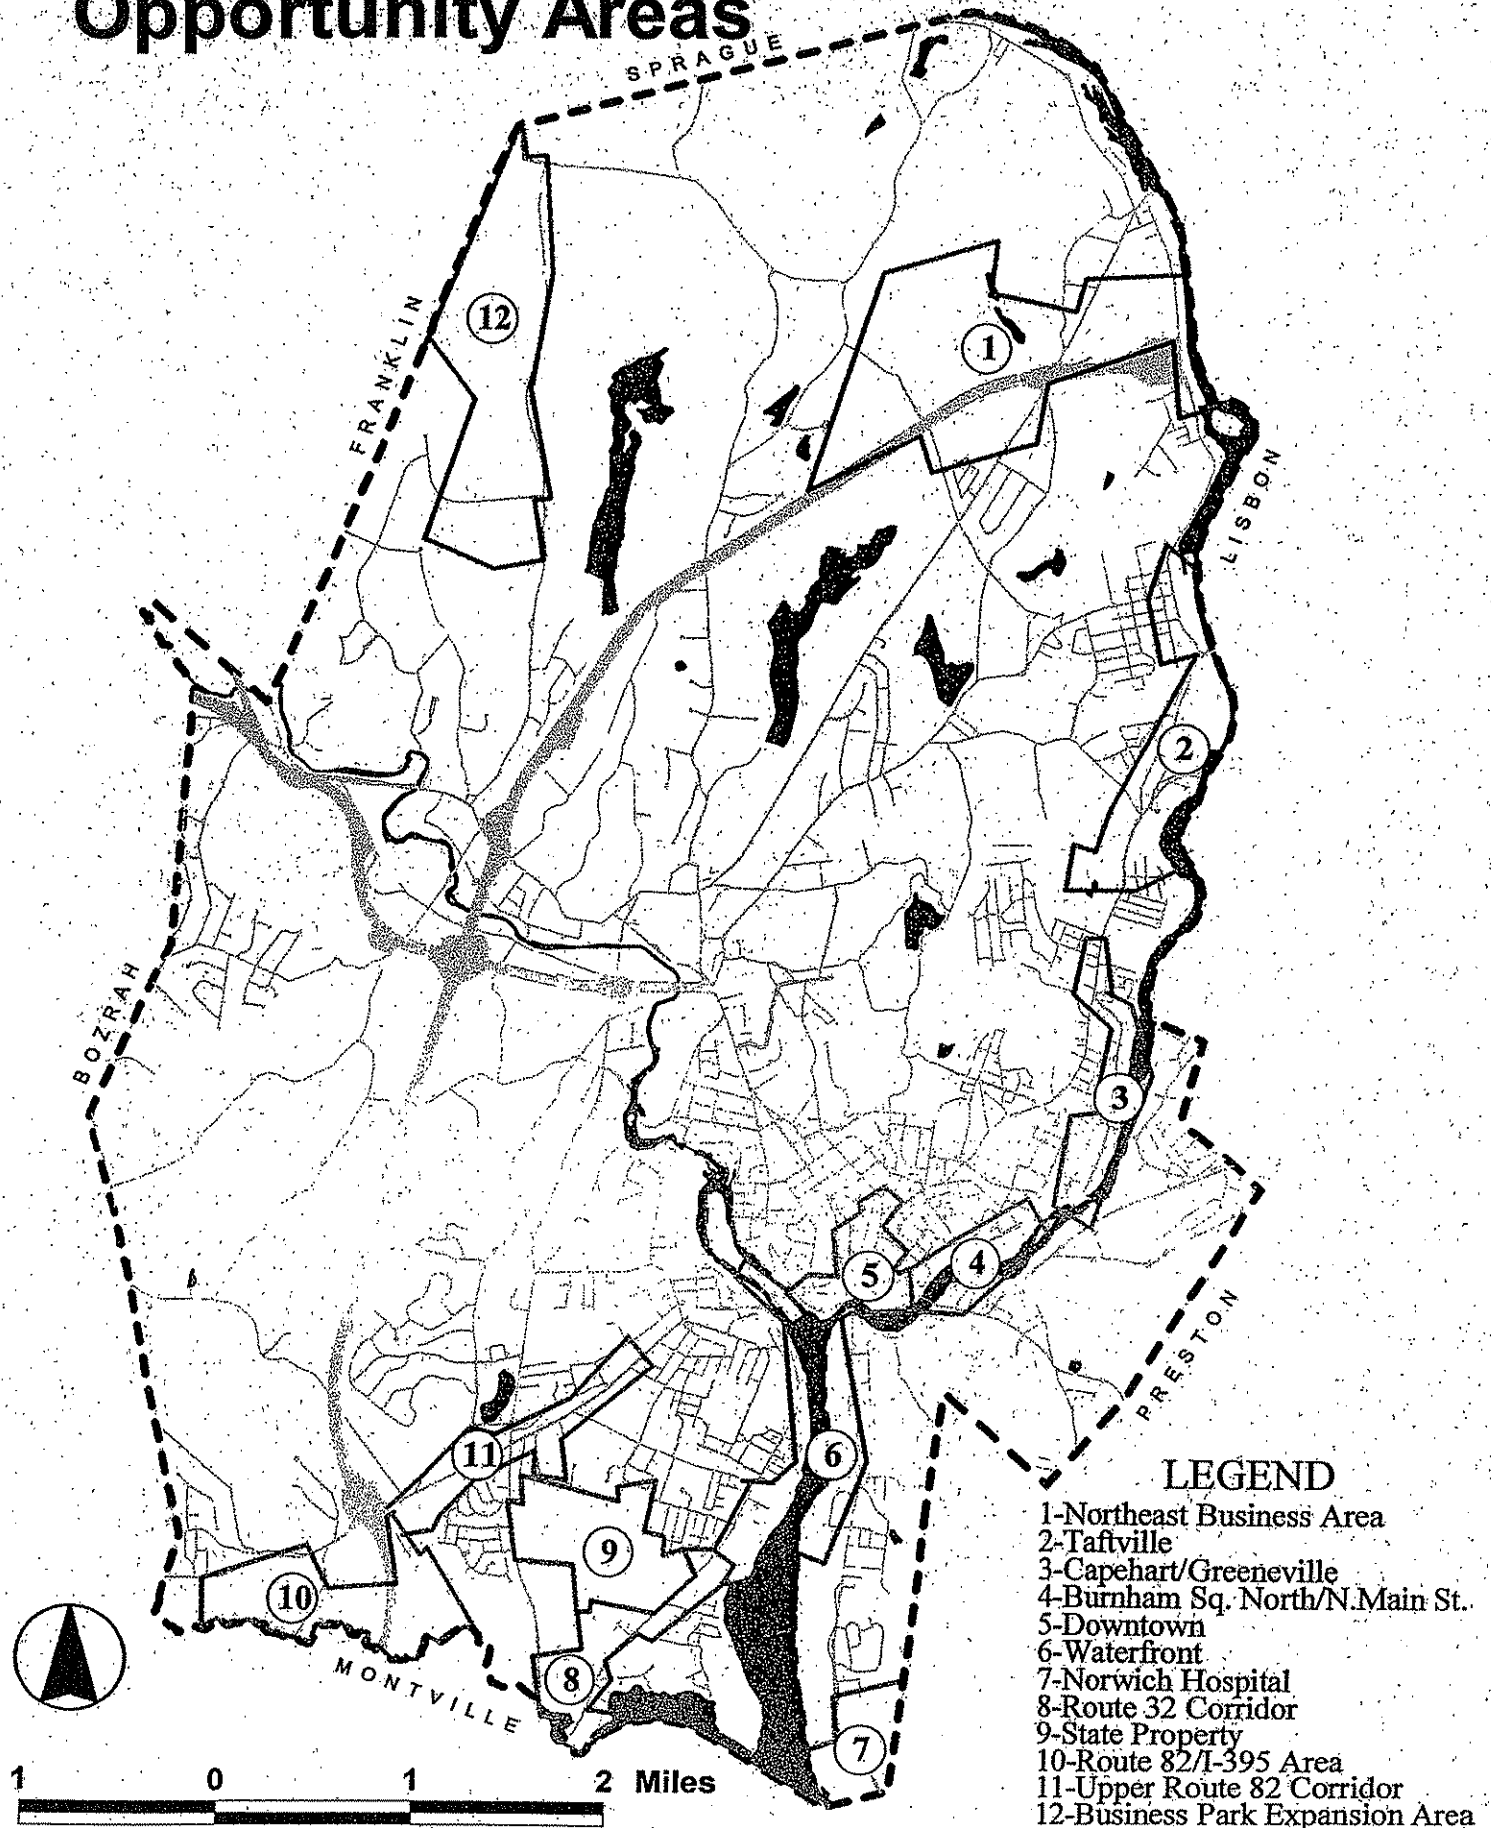 Opportunity Areas
SPRAGUE
FRANKLIN
12
1
LISBON
2
BOZRAH
3
5
4
PRESTON
11
6
9
10
8
7
MONTVILLE
1 0 1 2 Miles
LEGEND
1-Northeast Business Area
2-Taftville
3-Capehart/Greeneville
4-Burnham Sq. North/N.Main St.
5-Downtown
6-Waterfront
7-Norwich Hospital
8-Route 32 Corridor
9-State Property
10-Route 82/I-395 Area
11-Upper Route 82 Corridor
12-Business Park Expansion Area